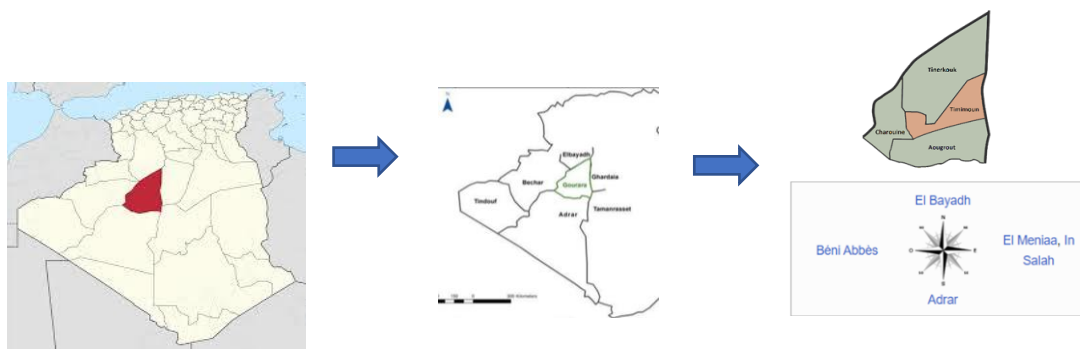 Elbayadh
Bechar
Gourara
Ghardaia
Tindouf
Adrar
Tamanrasset
Tinerkouk
Timimoun
Charouine
Aougrout
El Bayadh
N
Béni Abbès
O
E
El Meniaa, In
Salah
S
Adrar